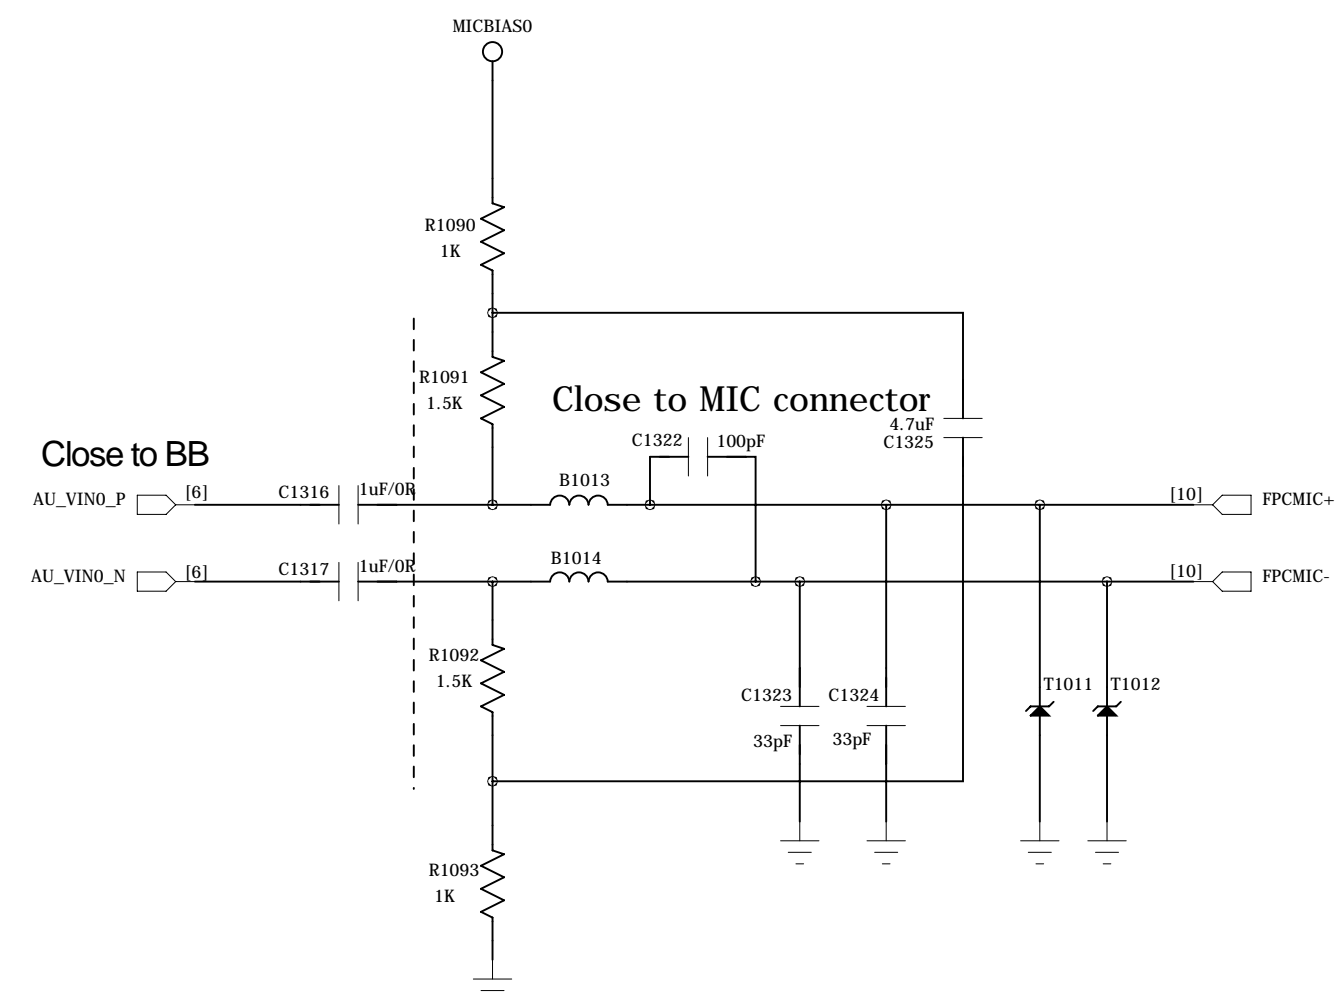 MICBIAS0
R1090
1K
R1091
1.5K
Close to MIC connector
4.7uF
C1325
C1322
100pF
Close to BB
AU_VIN0_P
[6]
C1316
1uF/0R
B1013
[10]
FPCMIC+
AU_VIN0_N
[6]
C1317
1uF/0R
B1014
[10]
FPCMIC-
R1092
1.5K
C1323
33pF
C1324
33pF
T1011
T1012
R1093
1K